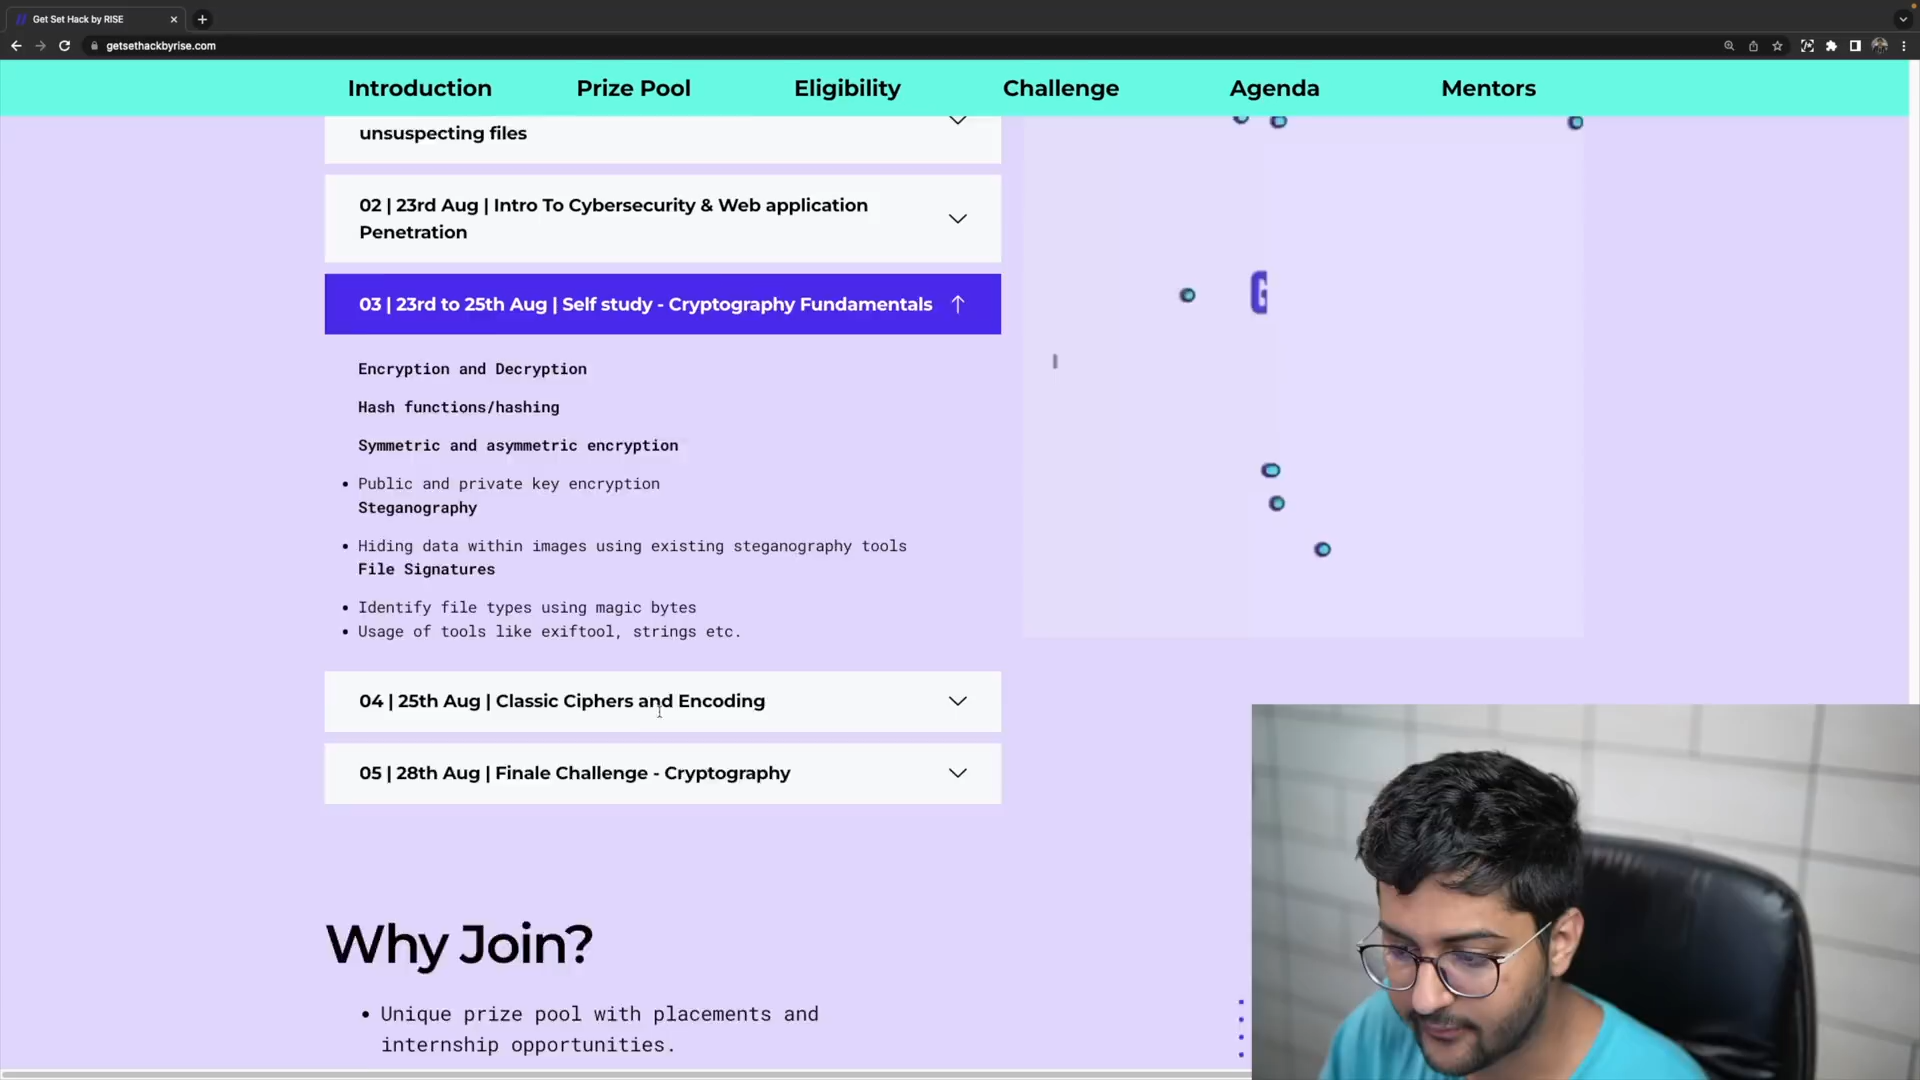 Get Set Hack by RISE
getsethackbyrise.com
Introduction
Prize Pool
Eligibility
Challenge
Agenda
Mentors
unsuspecting files
02 | 23rd Aug | Intro To Cybersecurity & Web application
Penetration
03 | 23rd to 25th Aug | Self study - Cryptography Fundamentals
Encryption and Decryption
Hash functions/hashing
Symmetric and asymmetric encryption
• Public and private key encryption
Steganography
• Hiding data within images using existing steganography tools
File Signatures
• Identify file types using magic bytes
• Usage of tools like exiftool, strings etc.
04 | 25th Aug | Classic Ciphers and Encoding
05 | 28th Aug | Finale Challenge - Cryptography
Why Join?
• Unique prize pool with placements and
internship opportunities.
G